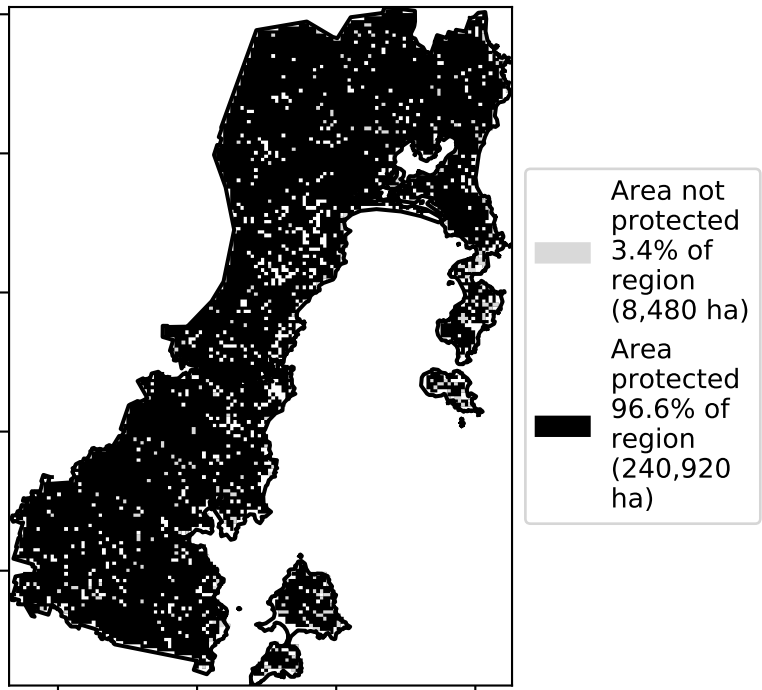 Area not
protected
3.4% of
region
(8,480 ha)
Area
protected
96.6% of
region
(240,920
ha)